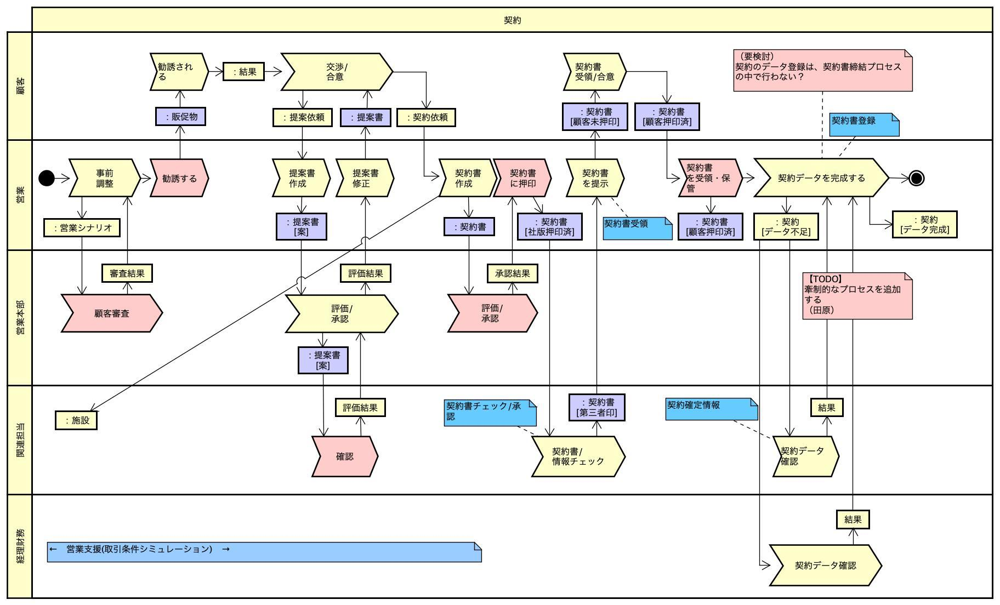 契約
顧客
勧誘され
る
：結果
交渉/
合意
契約書
受領/合意
（要検討）
契約のデータ登録は、契約書締結プロセス
の中で行わない？
：販促物
：提案依頼
：提案書
：契約依頼
：契約書
[顧客未押印]
：契約書
[顧客押印済]
契約書登録
営業
事前
調整
勧誘する
提案書
作成
提案書
修正
契約書
作成
契約書
に押印
契約書
を提示
契約書
を受領・保
管
契約データを完成する
：営業シナリオ
：提案書
[案]
：契約書
：契約書
[社版押印済]
契約書受領
：契約書
[顧客押印済]
：契約
[データ不足]
：契約
[データ完成]
営業本部
審査結果
評価結果
承認結果
【TODO】
牽制的なプロセスを追加
する
（田原）
顧客審査
評価/
承認
評価/
承認
：提案書
[案]
関連担当
：施設
評価結果
契約書チェック/承
認
：契約書
[第三者印]
契約確定情報
結果
確認
契約書/
情報チェック
契約データ
確認
経理財務
結果
←　営業支援(取引条件シミュレーション)　→
契約データ確認